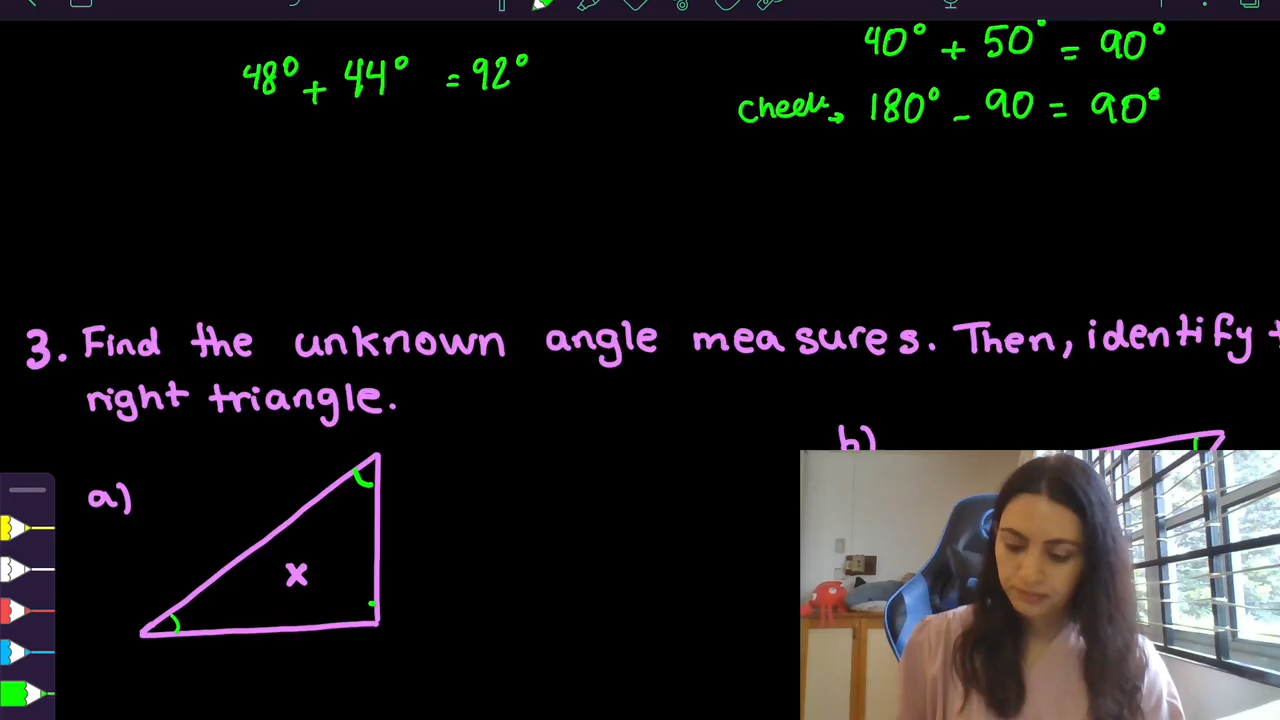 48° + 44° = 92°
40° + 50° = 90°
Check → 180° - 90 = 90°
3. Find the unknown angle measures. Then, identify
right triangle.
a)
b)
x